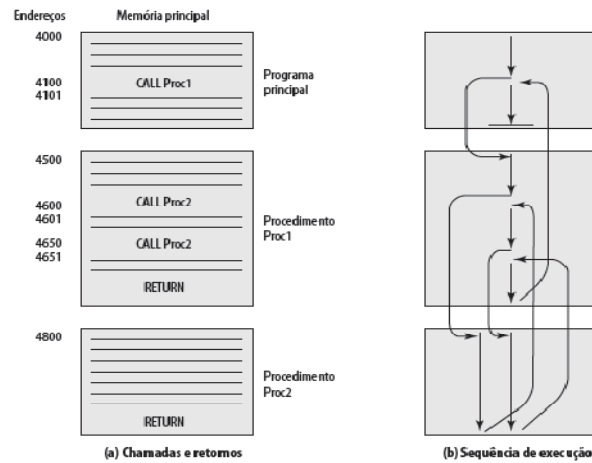 Endereços Memória principal
4000
4100 CALL Proc1
4101
Programa
principal
4500
4600 CALL Proc2
4601
Procedimento
Proc1
4650 CALL Proc2
4651
RETURN
4800
Procedimento
Proc2
RETURN
(a) Chamadas e retornos (b) Sequência de execução